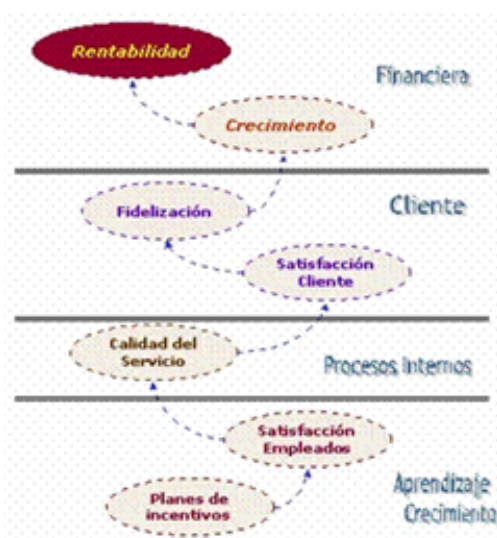 Rentabilidad
Financiera
Crecimiento
Fidelización
Cliente
Satisfacción
Cliente
Calidad del
Servicio
Procesos Internos
Satisfacción
Empleados
Planes de
incentivos
Aprendizaje
Crecimiento